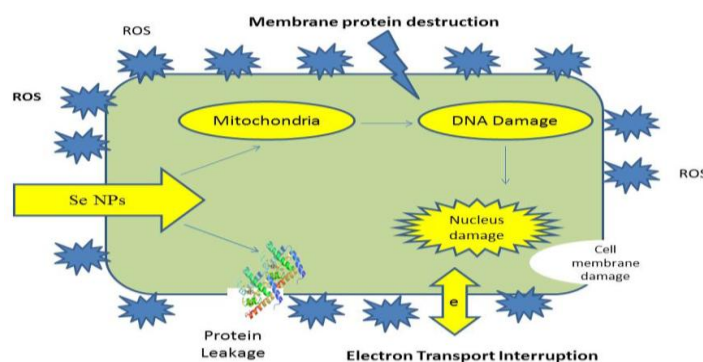 Membrane protein destruction
ROS
ROS
Mitochondria
DNA Damage
ROS
Se NPs
Nucleus
damage
Cell
membrane
damage
e
Protein
Leakage
Electron Transport Interruption